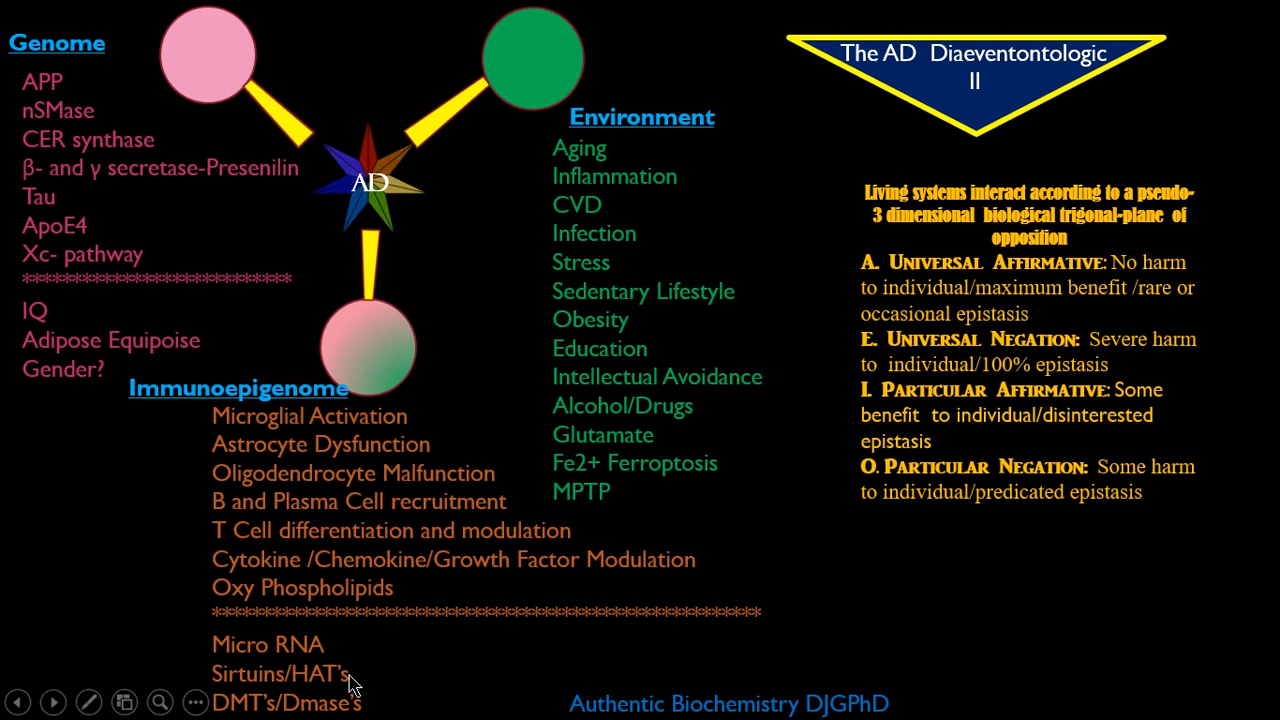 Genome
APP
nSMase
CER synthase
β- and γ secretase-Presenilin
Tau
ApoE4
Xc- pathway
**************************
IQ
Adipose Equipoise
Gender?
AD
Environment
Aging
Inflammation
CVD
Infection
Stress
Sedentary Lifestyle
Obesity
Education
Intellectual Avoidance
Alcohol/Drugs
Glutamate
Fe2+ Ferroptosis
MPTP
Immunoepigenome
Microglial Activation
Astrocyte Dysfunction
Oligodendrocyte Malfunction
B and Plasma Cell recruitment
T Cell differentiation and modulation
Cytokine /Chemokine/Growth Factor Modulation
Oxy Phospholipids
*****************************************************
Micro RNA
Sirtuins/HAT's
DMT's/Dmase's
The AD Diaeventontologic
II
Living systems interact according to a pseudo-
3 dimensional biological trigonal-plane of
opposition
A. Universal Affirmative: No harm
to individual/maximum benefit /rare or
occasional epistasis
E. Universal Negation: Severe harm
to individual/100% epistasis
I. Particular Affirmative: Some
benefit to individual/disinterested
epistasis
O. Particular Negation: Some harm
to individual/predicated epistasis
Authentic Biochemistry DJGPhD